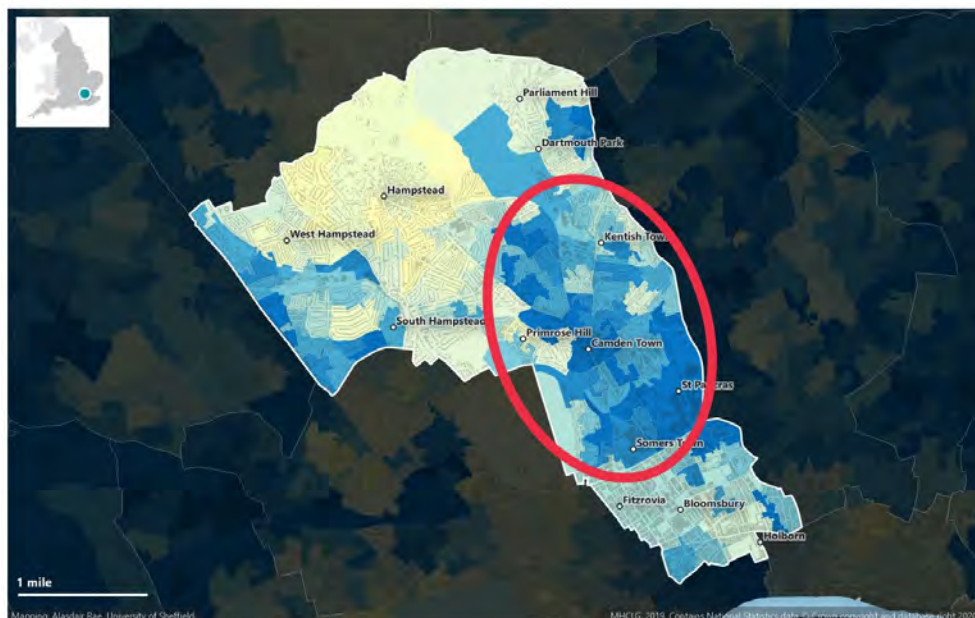 Parliament Hill
Dartmouth Park
Hampstead
West Hampstead
Kentish Town
South Hampstead
Primrose Hill
Camden Town
St Pancras
Somers Town
Fitzrovia
Bloomsbury
Holborn
1 mile
Mapping: Alasdair Rae, University of Sheffield
MHCLG, 2019. Contains National Statistics data © Crown copyright and database right 2020